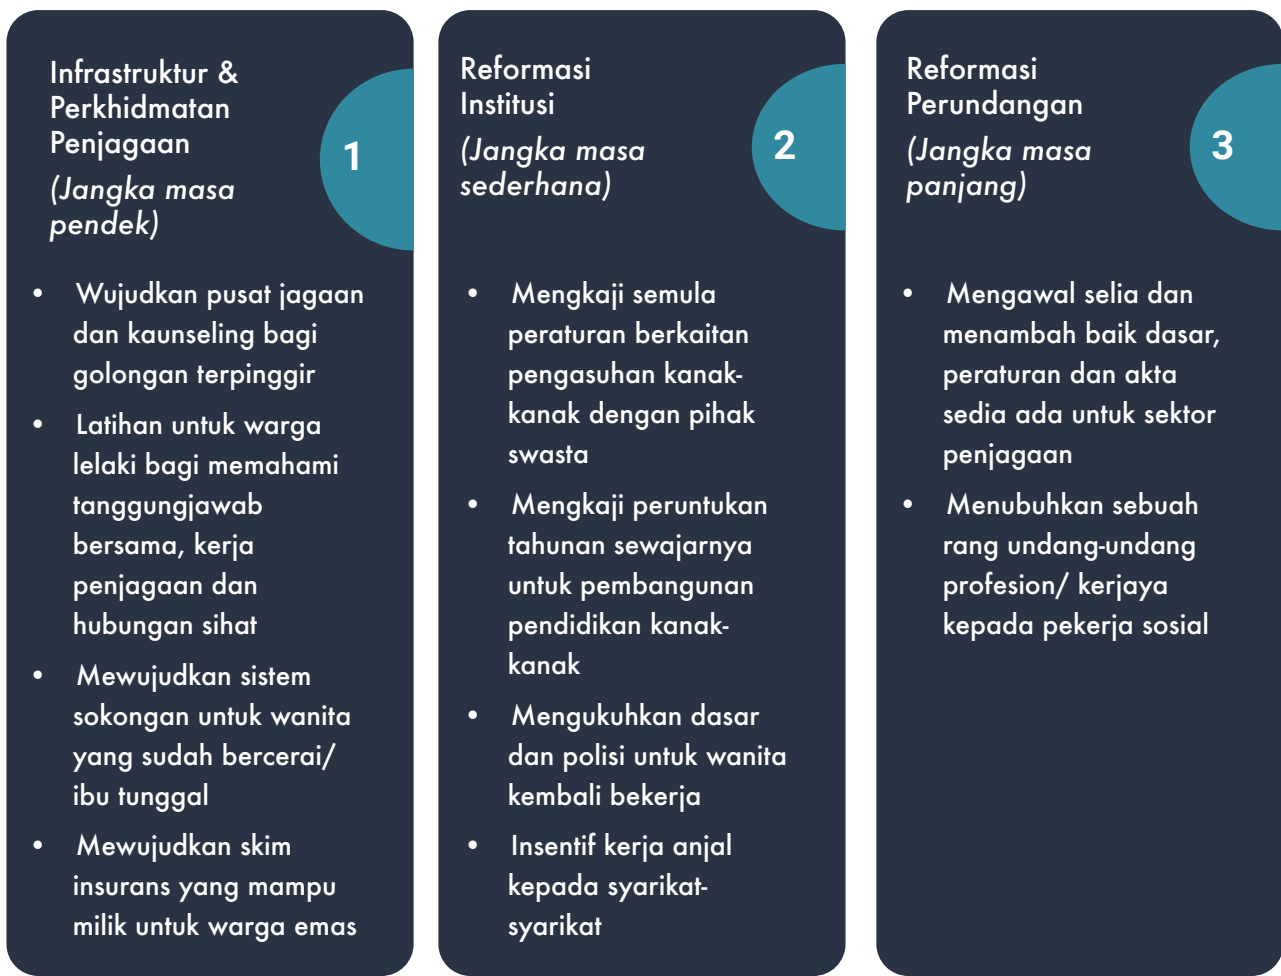 Infrastruktur &
Perkhidmatan
Penjagaan
(Jangka masa
pendek)
1
• Wujudkan pusat jagaan
dan kaunseling bagi
golongan terpinggir
• Latihan untuk warga
lelaki bagi memahami
tanggungjawab
bersama, kerja
penjagaan dan
hubungan sihat
• Mewujudkan sistem
sokongan untuk wanita
yang sudah bercerai/
ibu tunggal
• Mewujudkan skim
insurans yang mampu
milik untuk warga emas
Reformasi
Institusi
(Jangka masa
sederhana)
2
• Mengkaji semula
peraturan berkaitan
pengasuhan kanak-
kanak dengan pihak
swasta
• Mengkaji peruntukan
tahunan sewajarnya
untuk pembangunan
pendidikan kanak-
kanak
• Mengukuhkan dasar
dan polisi untuk wanita
kembali bekerja
• Insentif kerja anjal
kepada syarikat-
syarikat
Reformasi
Perundangan
(Jangka masa
panjang)
3
• Mengawal selia dan
menambah baik dasar,
peraturan dan akta
sedia ada untuk sektor
penjagaan
• Menubuhkan sebuah
rang undang-undang
profesion/ kerjaya
kepada pekerja sosial